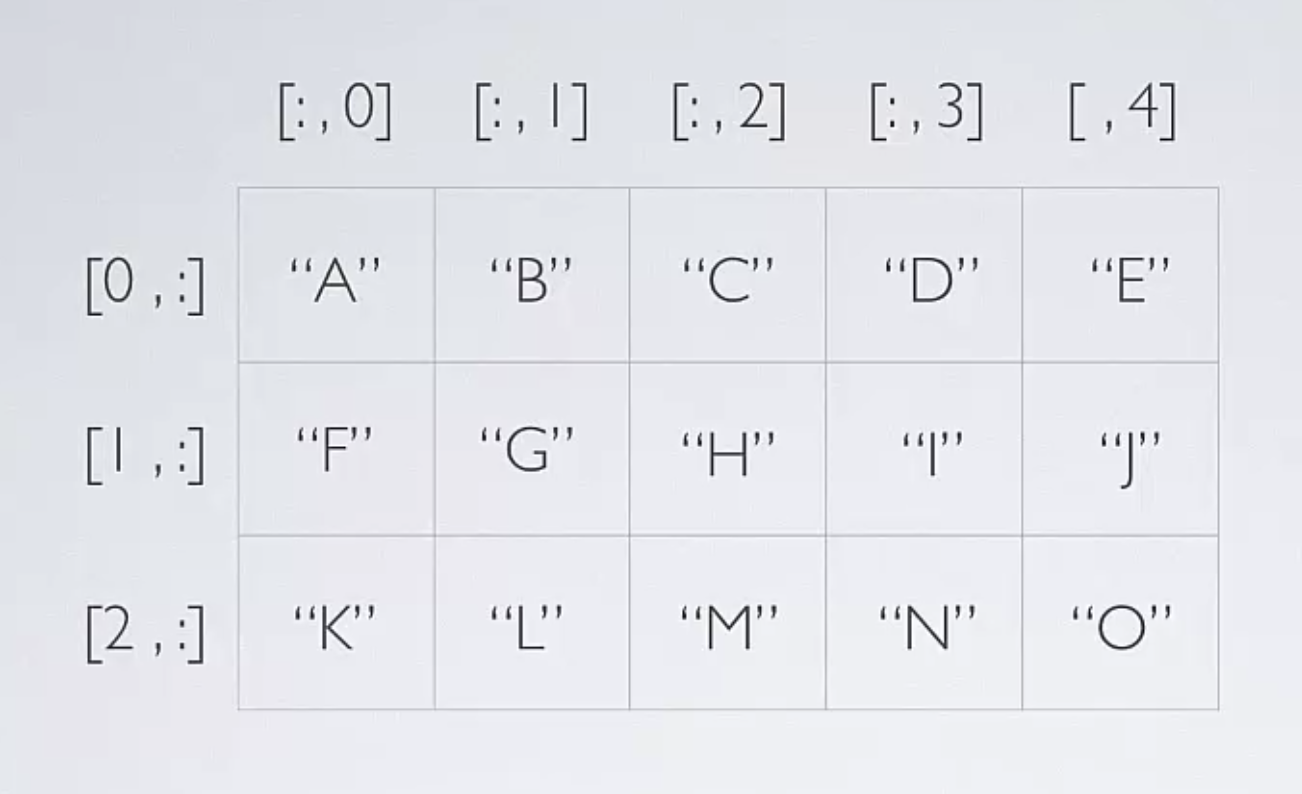 [: , 0] [: , 1] [: , 2] [: , 3] [ , 4]
[0 , :] “A” “B” “C” “D” “E”
[1 , :] “F” “G” “H” “I” “J”
[2 , :] “K” “L” “M” “N” “O”